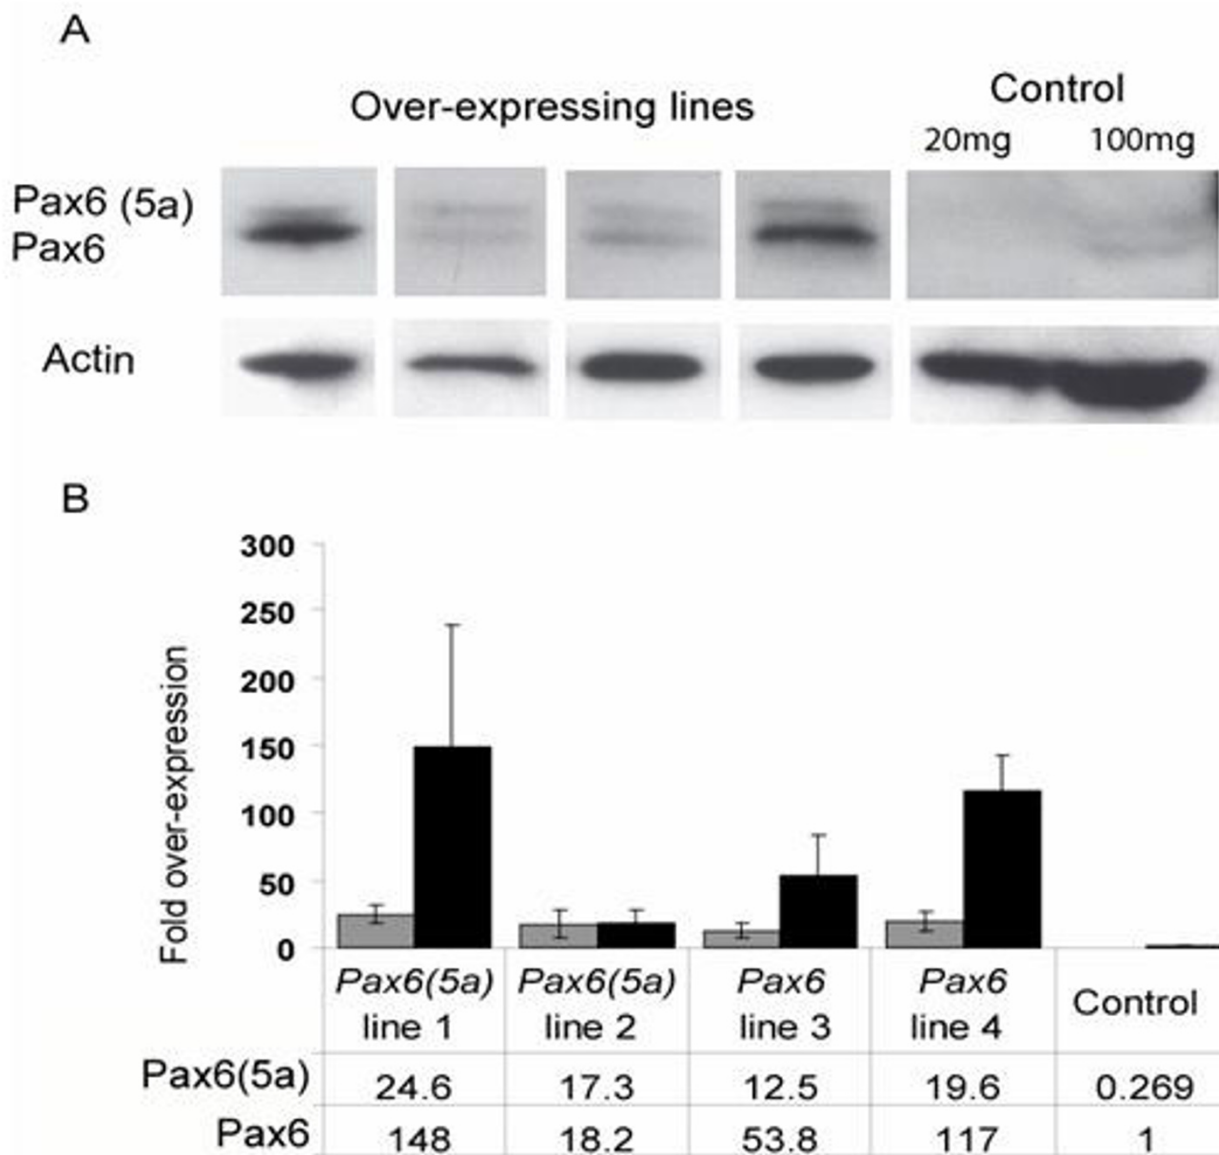 A
Over-expressing lines
Control
20mg 100mg
Pax6 (5a)
Pax6
Actin
B
300
250
200
150
100
50
0
Fold over-expression
Pax6(5a) Pax6(5a) Pax6 Pax6 Control
line 1 line 2 line 3 line 4
Pax6(5a) 24.6 17.3 12.5 19.6 0.269
Pax6 148 18.2 53.8 117 1